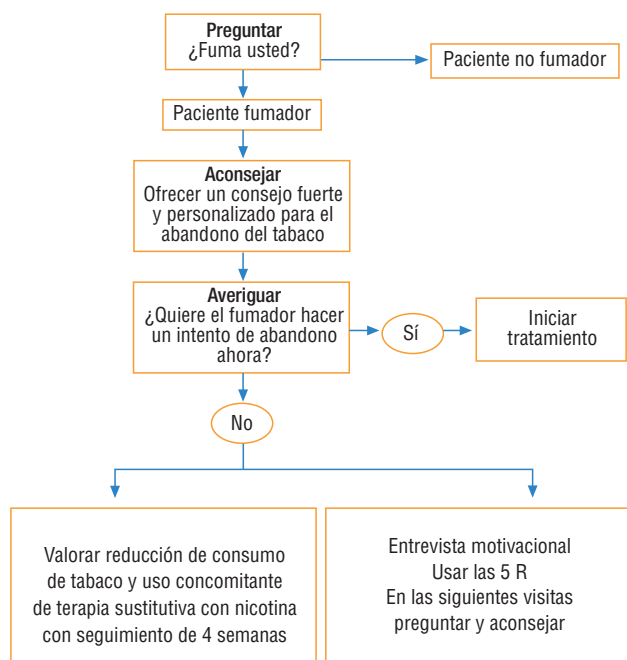 Preguntar
¿Fuma usted?
Paciente no fumador
Paciente fumador
Aconsejar
Ofrecer un consejo fuerte
y personalizado para el
abandono del tabaco
Averiguar
¿Quiere el fumador hacer
un intento de abandono
ahora?
Sí
Iniciar
tratamiento
No
Valorar reducción de consumo
de tabaco y uso concomitante
de terapia sustitutiva con nicotina
con seguimiento de 4 semanas
Entrevista motivacional
Usar las 5 R
En las siguientes visitas
preguntar y aconsejar